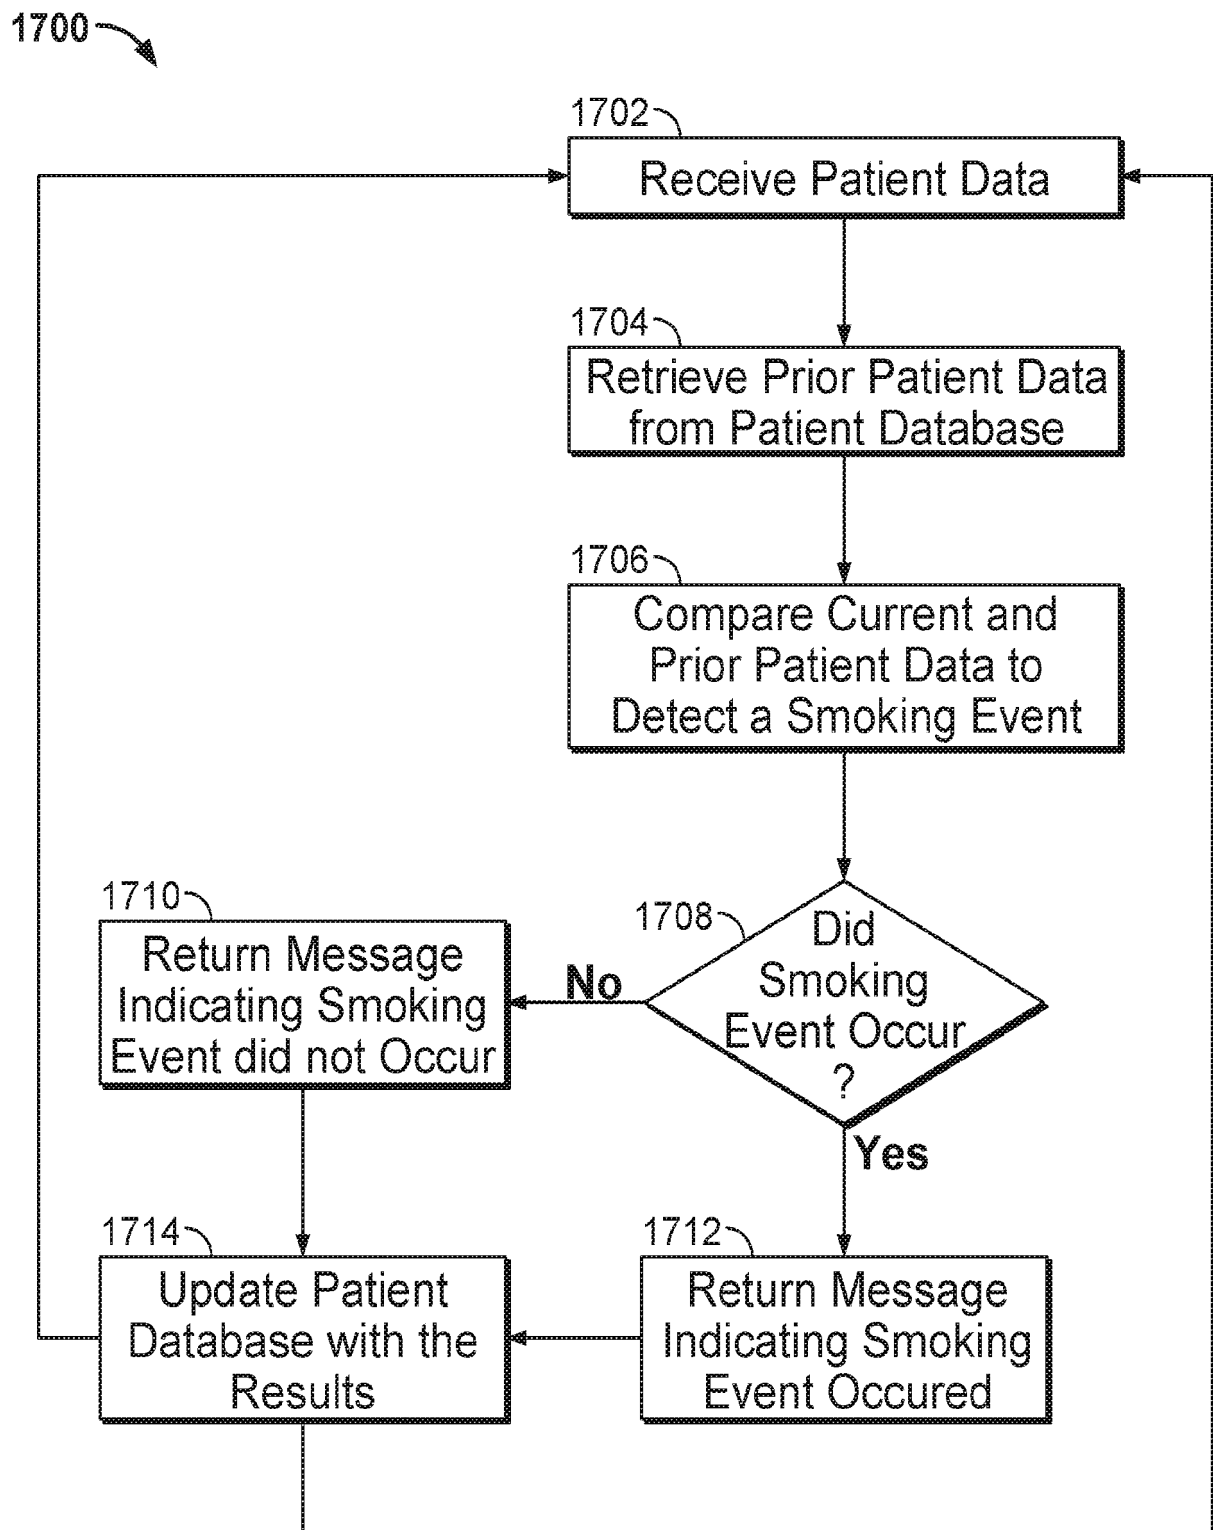 1700
1702
Receive Patient Data
1704
Retrieve Prior Patient Data
from Patient Database
1706
Compare Current and
Prior Patient Data to
Detect a Smoking Event
1708
Did
Smoking
Event Occur
?
No
Yes
1710
Return Message
Indicating Smoking
Event did not Occur
1712
Return Message
Indicating Smoking
Event Occured
1714
Update Patient
Database with the
Results